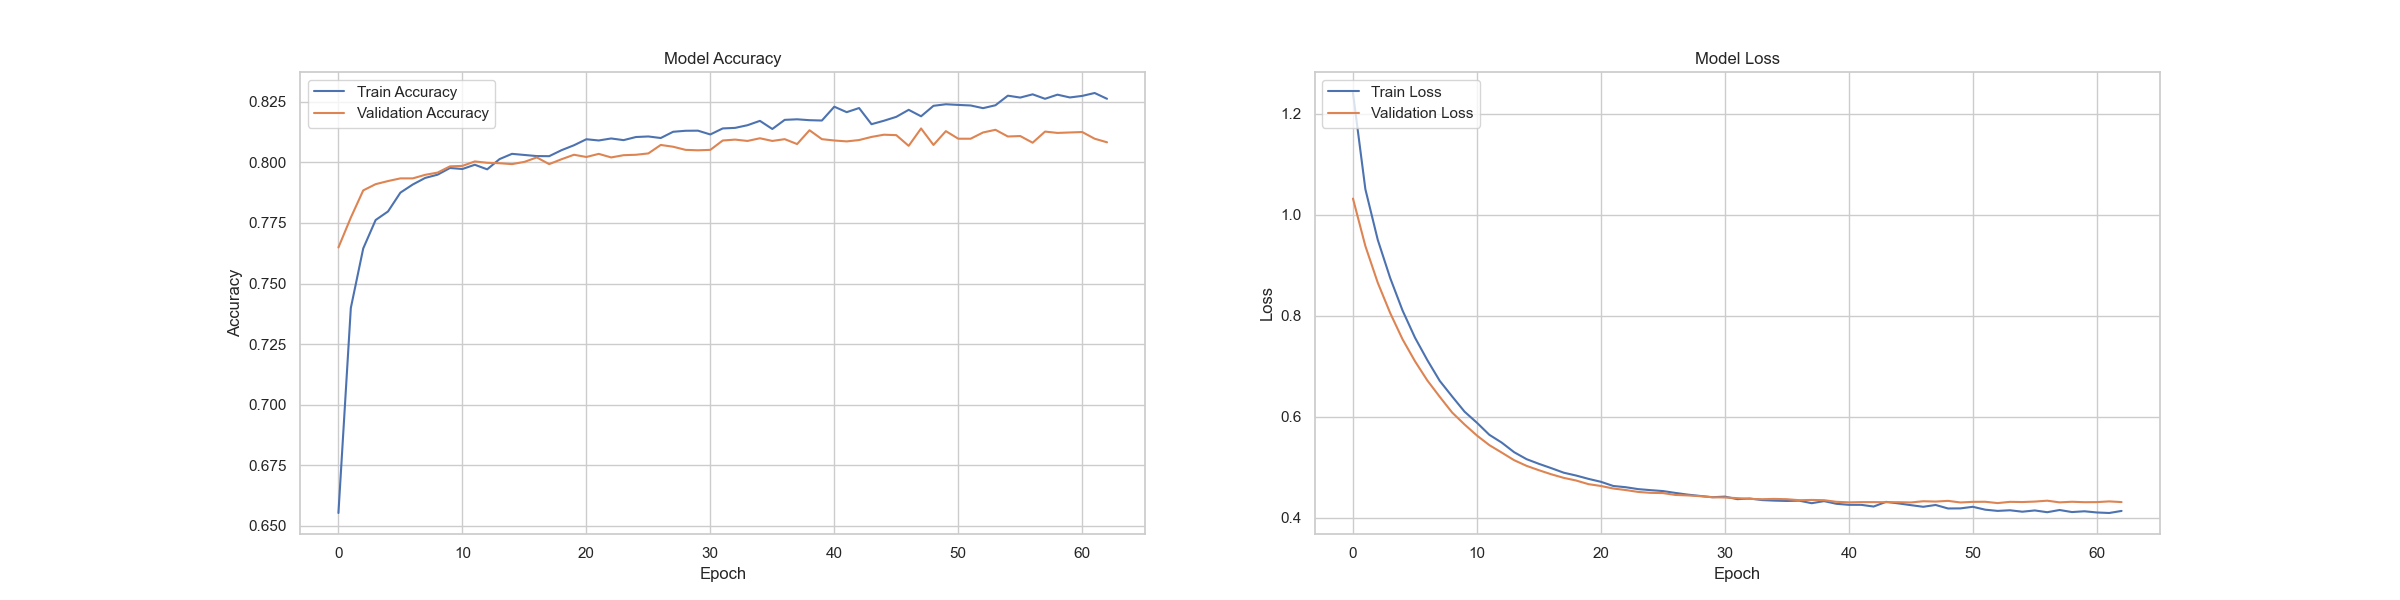 Model Accuracy
Train Accuracy
Validation Accuracy
Accuracy
0.825
0.800
0.775
0.750
0.725
0.700
0.675
0.650
0 10 20 30 40 50 60
Epoch
Model Loss
Train Loss
Validation Loss
Loss
1.2
1.0
0.8
0.6
0.4
0 10 20 30 40 50 60
Epoch